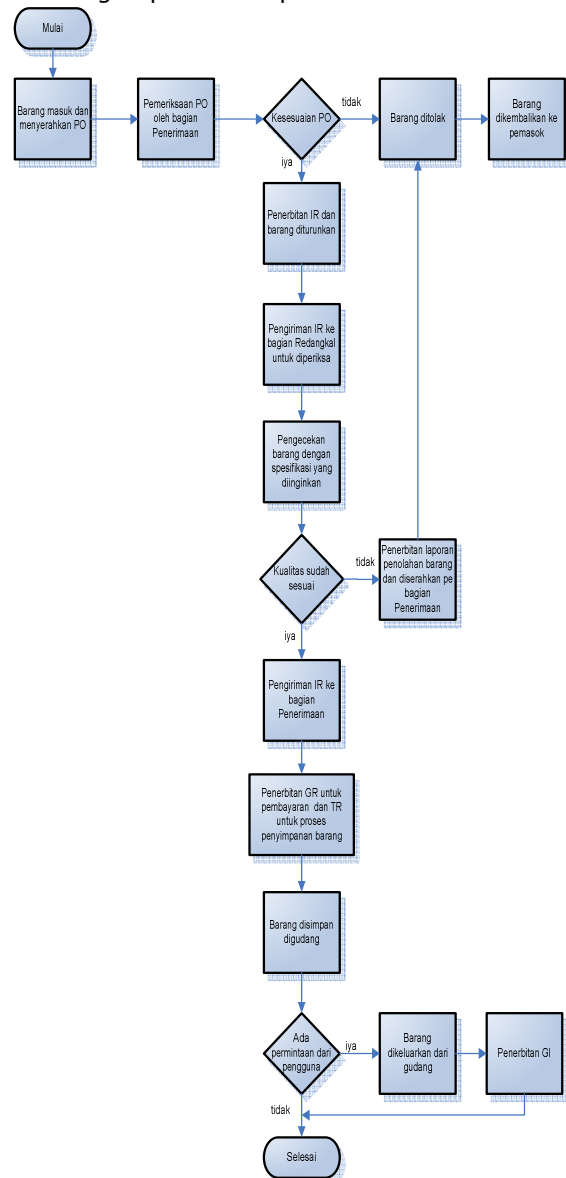 Mulai
Barang masuk dan
menyerahkan PO
Pemeriksaan PO
oleh bagian
Penerimaan
Kesesuaian PO
tidak
Barang ditolak
Barang
dikembalikan ke
pemasok
iya
Penerbitan IR dan
barang diturunkan
Pengiriman IR ke
bagian Redangkal
untuk diperiksa
Pengecekan
barang dengan
spesifikasi yang
diinginkan
Kualitas sudah
sesuai
tidak
Penerbitan laporan
penolahan barang
dan diserahkan pe
bagian
Penerimaan
iya
Pengiriman IR ke
bagian
Penerimaan
Penerbitan GR untuk
pembayaran dan TR
untuk proses
penyimpanan barang
Barang disimpan
digudang
Ada
permintaan dari
pengguna
iya
Barang
dikeluarkan dari
gudang
Penerbitan GI
tidak
Selesai